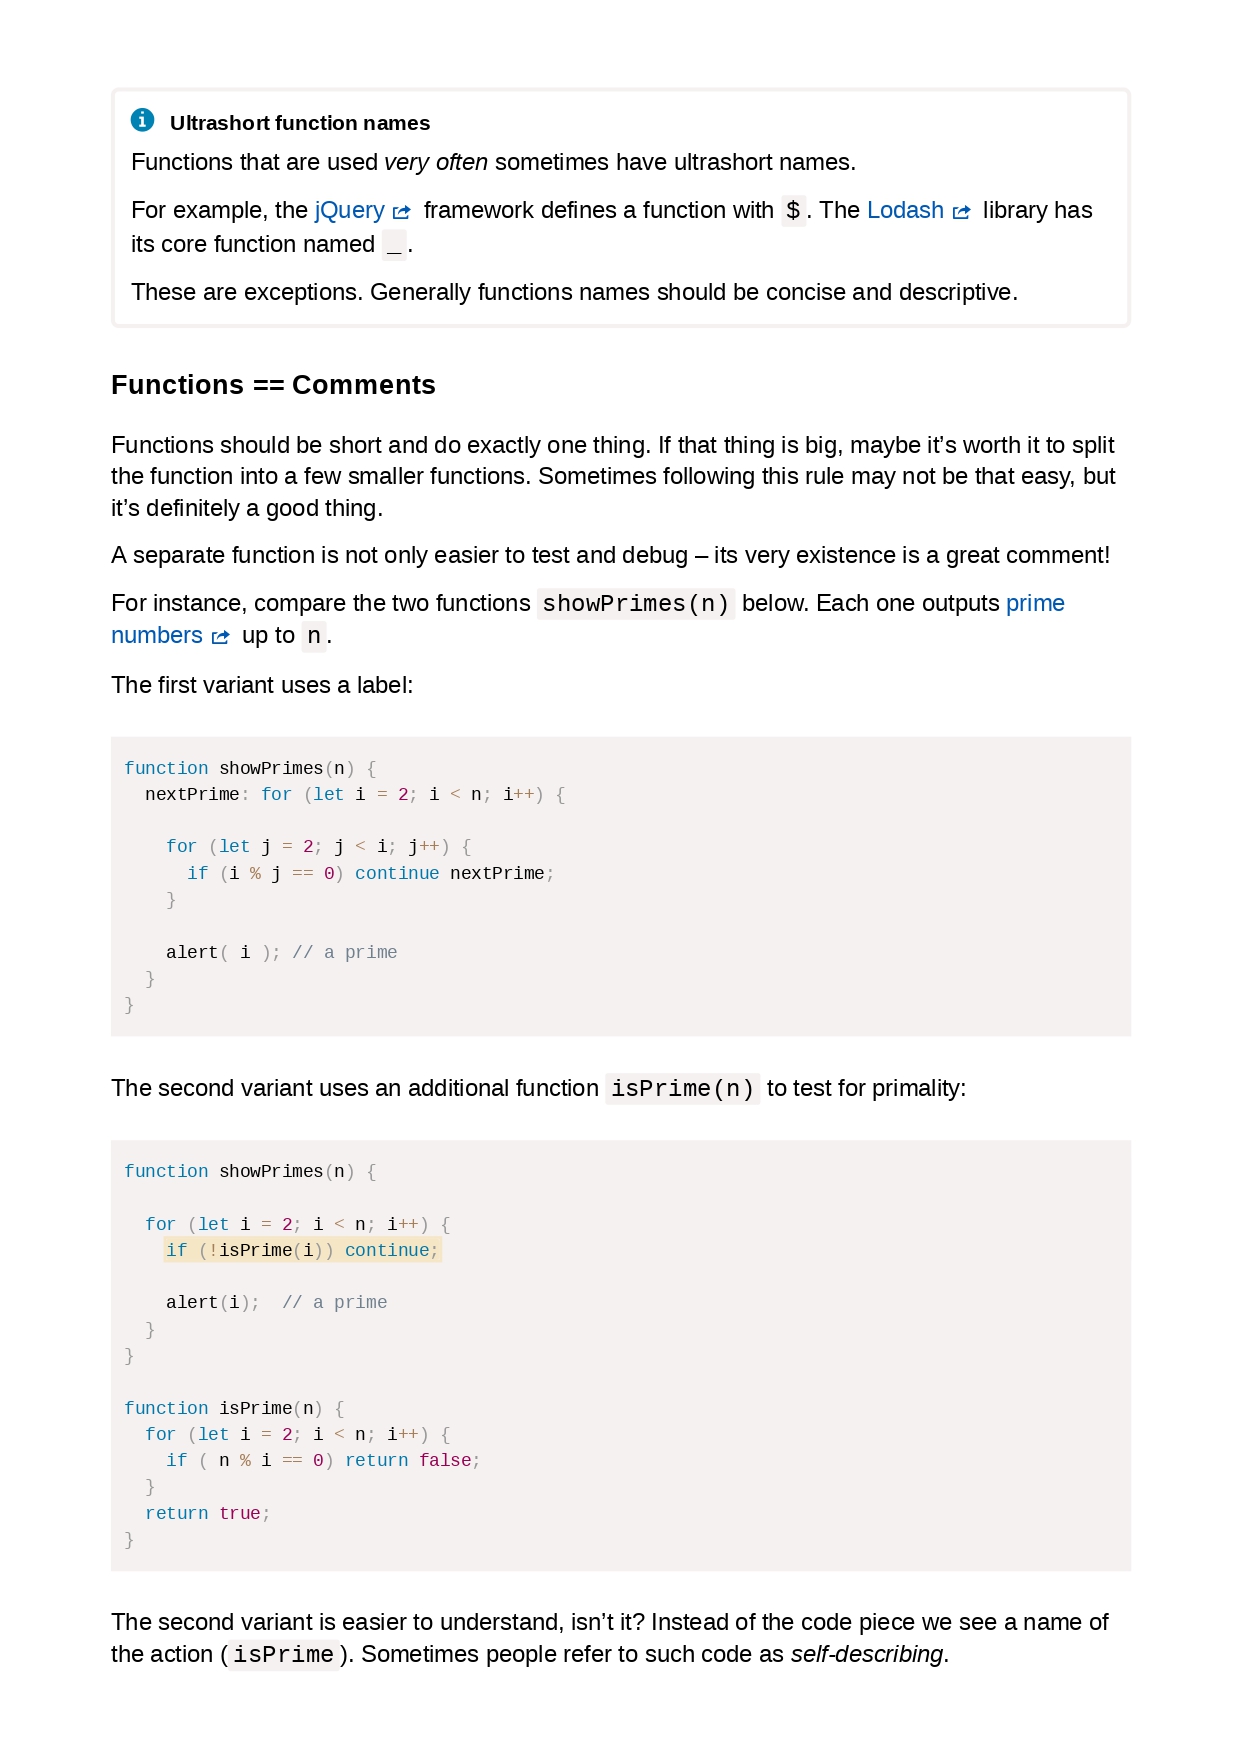 Ultrashort function names
Functions that are used very often sometimes have ultrashort names.
For example, the jQuery framework defines a function with $. The Lodash library has
its core function named _.
These are exceptions. Generally functions names should be concise and descriptive.
Functions == Comments
Functions should be short and do exactly one thing. If that thing is big, maybe it’s worth it to split
the function into a few smaller functions. Sometimes following this rule may not be that easy, but
it’s definitely a good thing.
A separate function is not only easier to test and debug – its very existence is a great comment!
For instance, compare the two functions showPrimes(n) below. Each one outputs prime
numbers up to n.
The first variant uses a label:
function showPrimes(n) {
  nextPrime: for (let i = 2; i < n; i++) {
    for (let j = 2; j < i; j++) {
      if (i % j == 0) continue nextPrime;
    }
    alert( i ); // a prime
  }
}
The second variant uses an additional function isPrime(n) to test for primality:
function showPrimes(n) {
  for (let i = 2; i < n; i++) {
    if (!isPrime(i)) continue;
    alert(i);  // a prime
  }
}
function isPrime(n) {
  for (let i = 2; i < n; i++) {
    if ( n % i == 0) return false;
  }
  return true;
}
The second variant is easier to understand, isn’t it? Instead of the code piece we see a name of
the action (isPrime). Sometimes people refer to such code as self-describing.